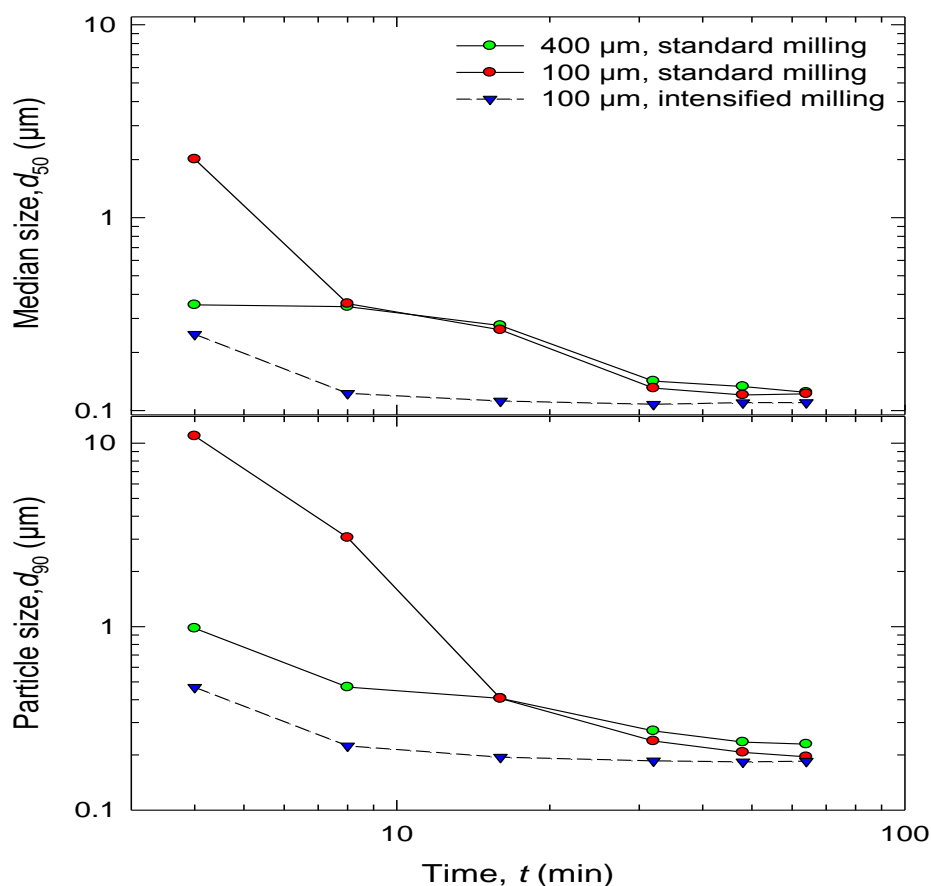 10
1
0.1
Median size, d50 (μm)
400 μm, standard milling
100 μm, standard milling
100 μm, intensified milling
10
1
0.1
Particle size, d90 (μm)
10
100
Time, t (min)